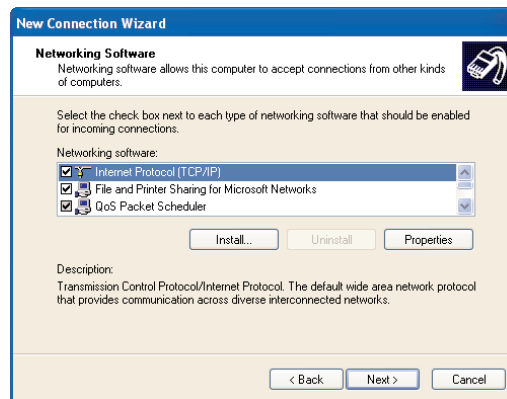 New Connection Wizard
Networking Software
Networking software allows this computer to accept connections from other kinds
of computers.
Select the check box next to each type of networking software that should be enabled
for incoming connections.
Networking software:
Internet Protocol (TCP/IP)
File and Printer Sharing for Microsoft Networks
QoS Packet Scheduler
Install... Uninstall Properties
Description:
Transmission Control Protocol/Internet Protocol. The default wide area network protocol
that provides communication across diverse interconnected networks.
< Back Next > Cancel